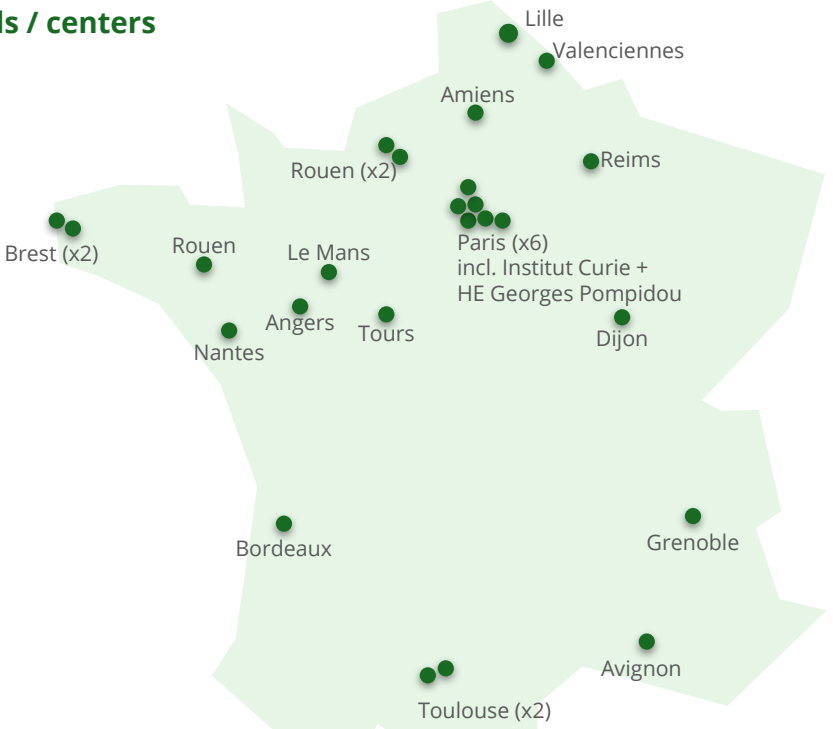 ls / centers
Lille
Valenciennes
Amiens
Reims
Rouen (x2)
Brest (x2)
Rouen
Le Mans
Paris (x6)
incl. Institut Curie +
HE Georges Pompidou
Angers
Tours
Nantes
Dijon
Bordeaux
Grenoble
Avignon
Toulouse (x2)